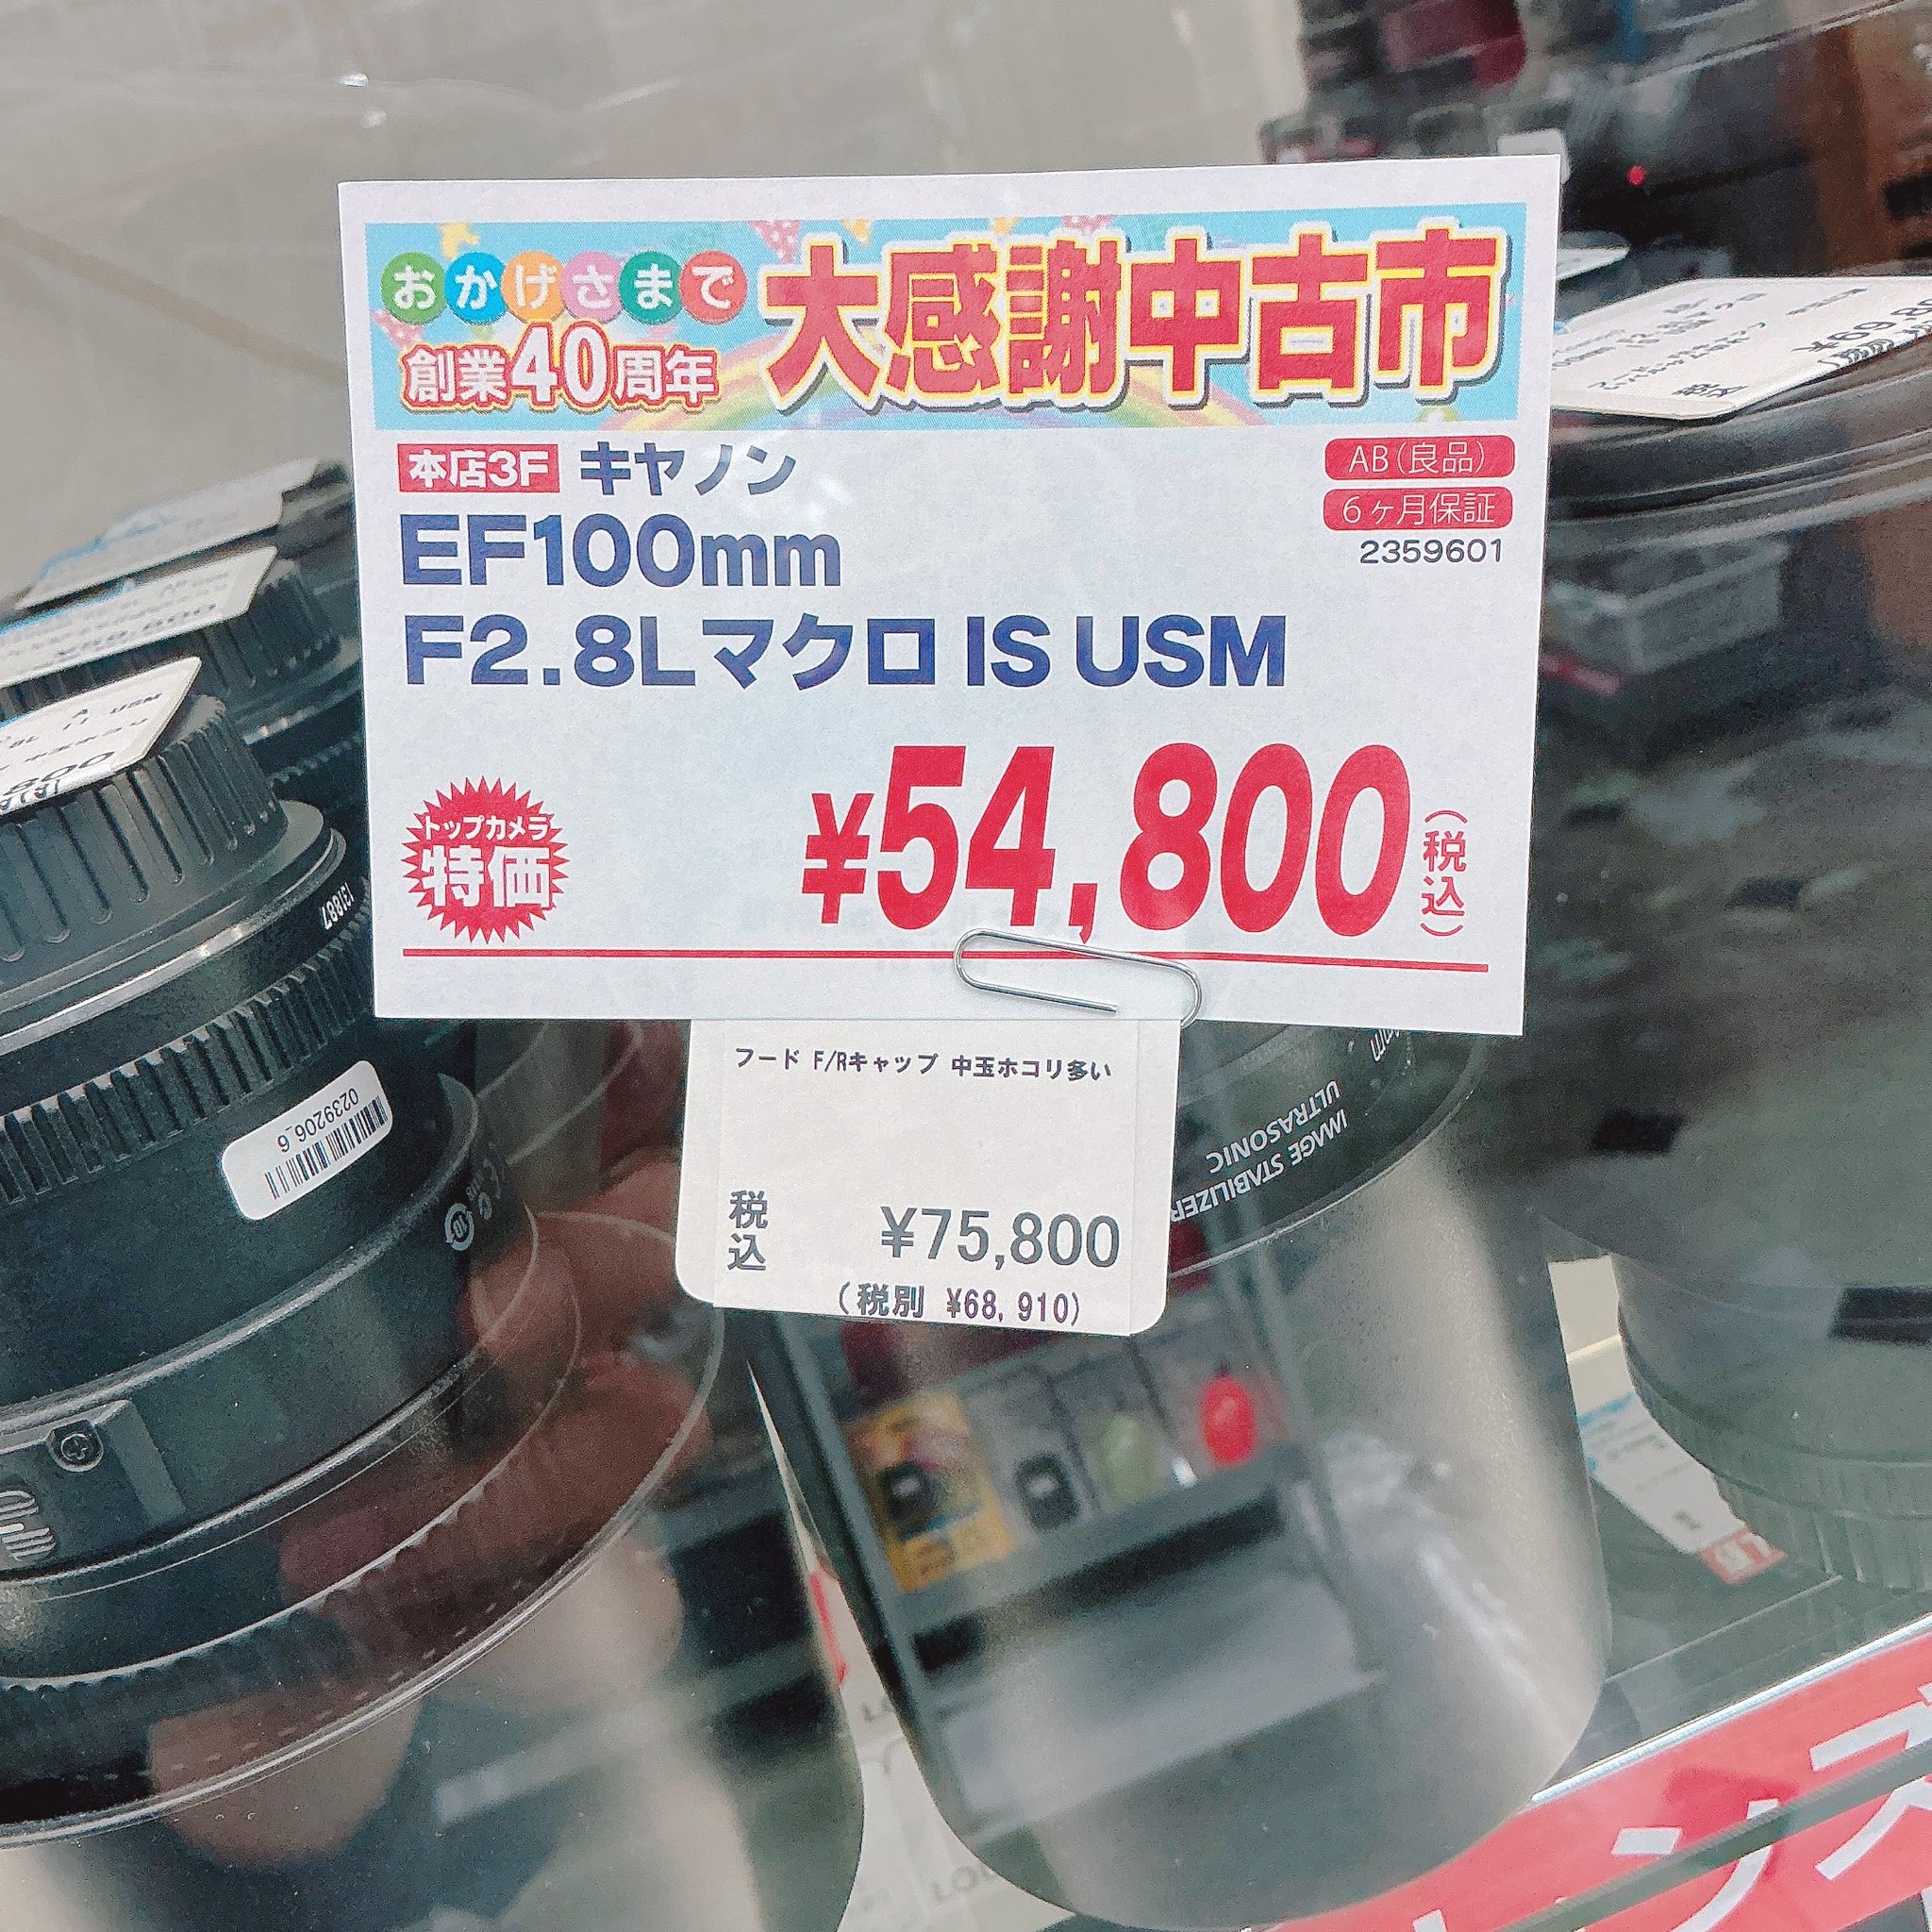 おかげさまで
創業40周年
大感謝中古市
本店3F キヤノン
AB(良品)
6ヶ月保証
2359601
EF100mm
F2.8Lマクロ IS USM
トップカメラ
特価
¥54,800(税込)
フード F/Rキャップ 中玉ホコリ多い
税込 ¥75,800
(税別 ¥68,910)
0239206_6
131887
IMAGE STABILIZER
ULTRASONIC